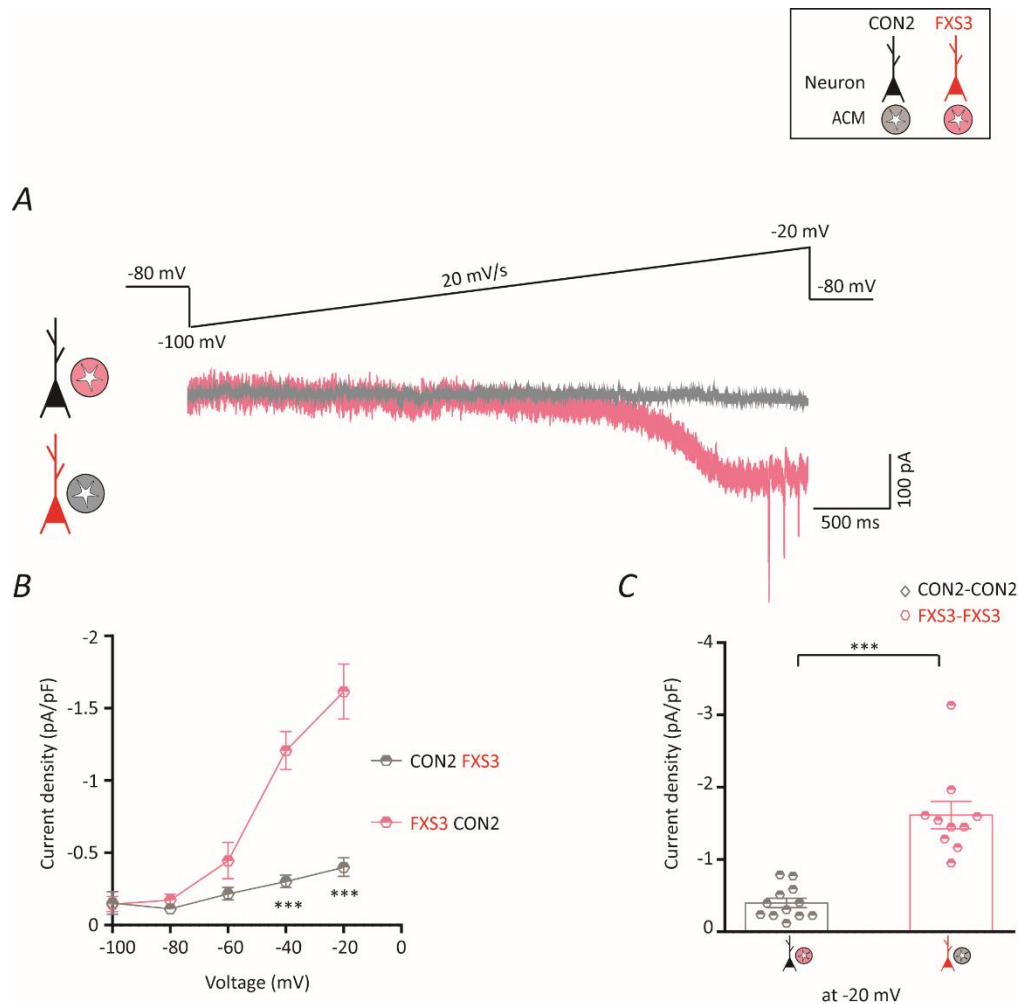 CON2 FXS3
Neuron
ACM
A
-80 mV
20 mV/s
-20 mV
-80 mV
-100 mV
100 pA
500 ms
B
Current density (pA/pF)
-2
-1.5
-1
-0.5
0
-100 -80 -60 -40 -20 0
Voltage (mV)
***
***
CON2 FXS3
FXS3 CON2
C
CON2-CON2
FXS3-FXS3
Current density (pA/pF)
-4
-3
-2
-1
0
***
at -20 mV